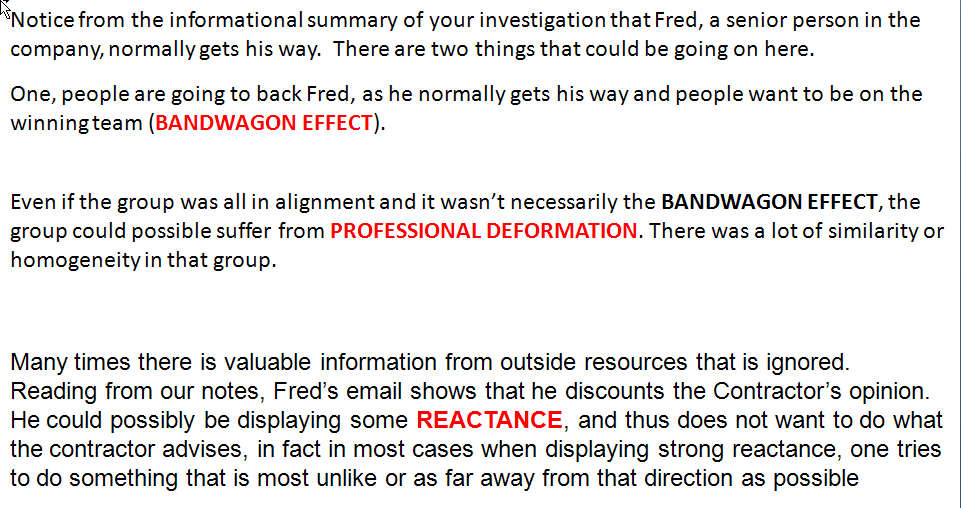 Notice from the informational summary of your investigation that Fred, a senior person in the
company, normally gets his way.  There are two things that could be going on here.
One, people are going to back Fred, as he normally gets his way and people want to be on the
winning team (BANDWAGON EFFECT).
Even if the group was all in alignment and it wasn’t necessarily the BANDWAGON EFFECT, the
group could possible suffer from PROFESSIONAL DEFORMATION. There was a lot of similarity or
homogeneity in that group.
Many times there is valuable information from outside resources that is ignored.
Reading from our notes, Fred’s email shows that he discounts the Contractor’s opinion.
He could possibly be displaying some REACTANCE, and thus does not want to do what
the contractor advises, in fact in most cases when displaying strong reactance, one tries
to do something that is most unlike or as far away from that direction as possible